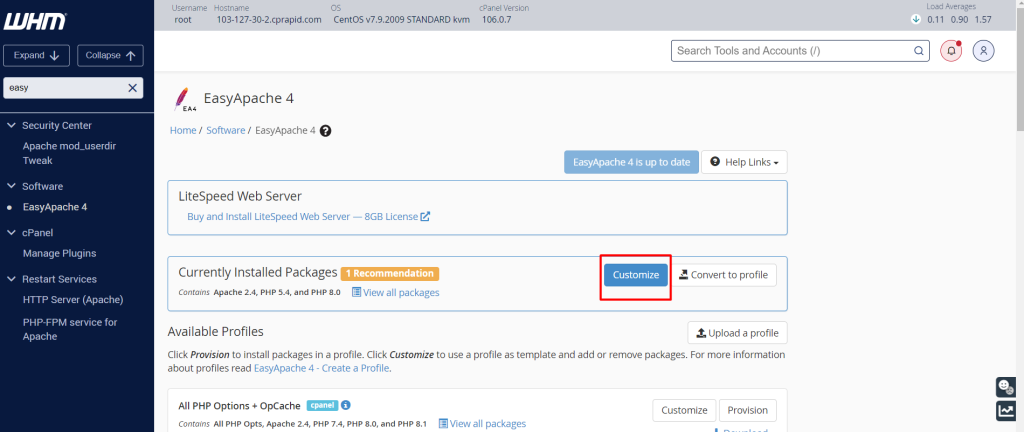 WHM
Username Hostname OS cPanel Version Load Averages
root 103-127-30-2.cprapid.com CentOS v7.9.2009 STANDARD kvm 106.0.7 0.11 0.90 1.57
Expand Collapse
easy
Security Center
Apache mod_userdir
Tweak
Software
EasyApache 4
cPanel
Manage Plugins
Restart Services
HTTP Server (Apache)
PHP-FPM service for
Apache
Search Tools and Accounts (/)
EA4
EasyApache 4
Home / Software / EasyApache 4
EasyApache 4 is up to date Help Links
LiteSpeed Web Server
Buy and Install LiteSpeed Web Server — 8GB License
Currently Installed Packages 1 Recommendation Customize Convert to profile
Contains Apache 2.4, PHP 5.4, and PHP 8.0 View all packages
Available Profiles Upload a profile
Click Provision to install packages in a profile. Click Customize to use a profile as template and add or remove packages. For more information
about profiles read EasyApache 4 - Create a Profile.
All PHP Options + OpCache cpanel Customize Provision
Contains All PHP Opts, Apache 2.4, PHP 7.4, PHP 8.0, and PHP 8.1 View all packages
Download